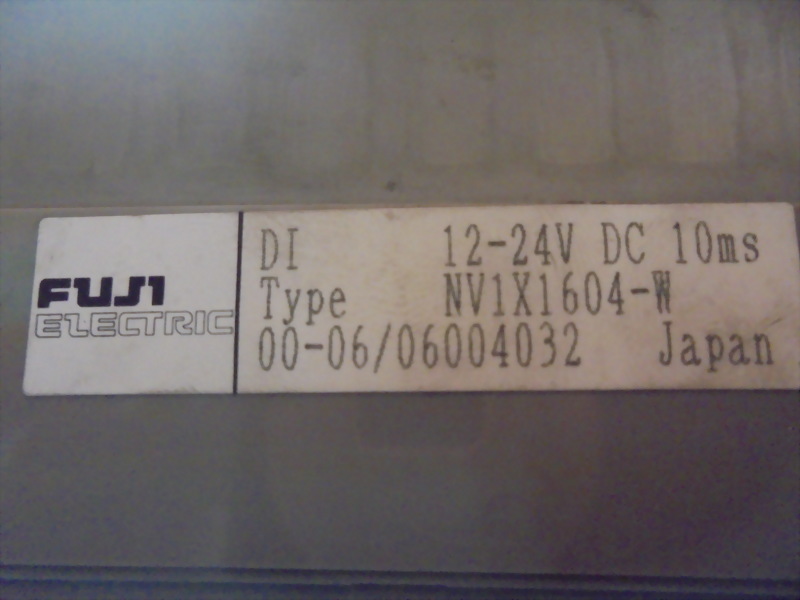 FUJI
ELECTRIC
DI 12-24V DC 10ms
Type NV1X1604-W
00-06/06004032 Japan